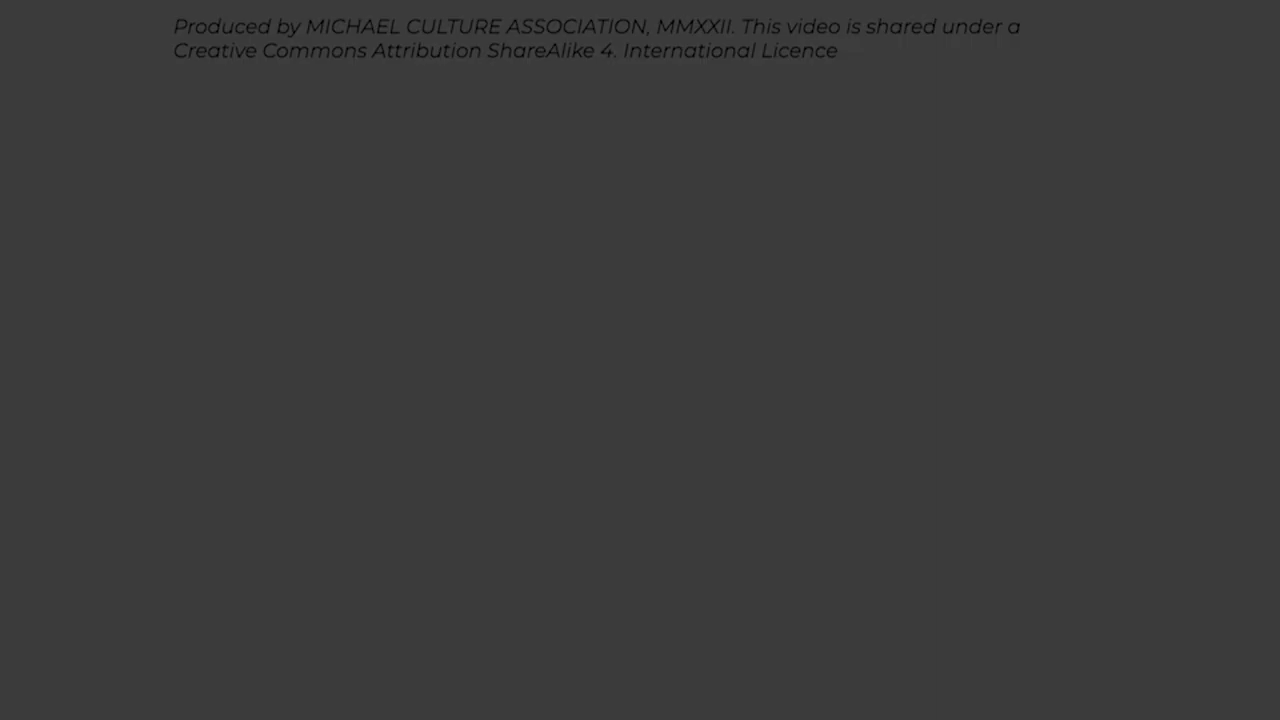 Produced by MICHAEL CULTURE ASSOCIATION, MMXXII. This video is shared under a
Creative Commons Attribution ShareAlike 4. International Licence